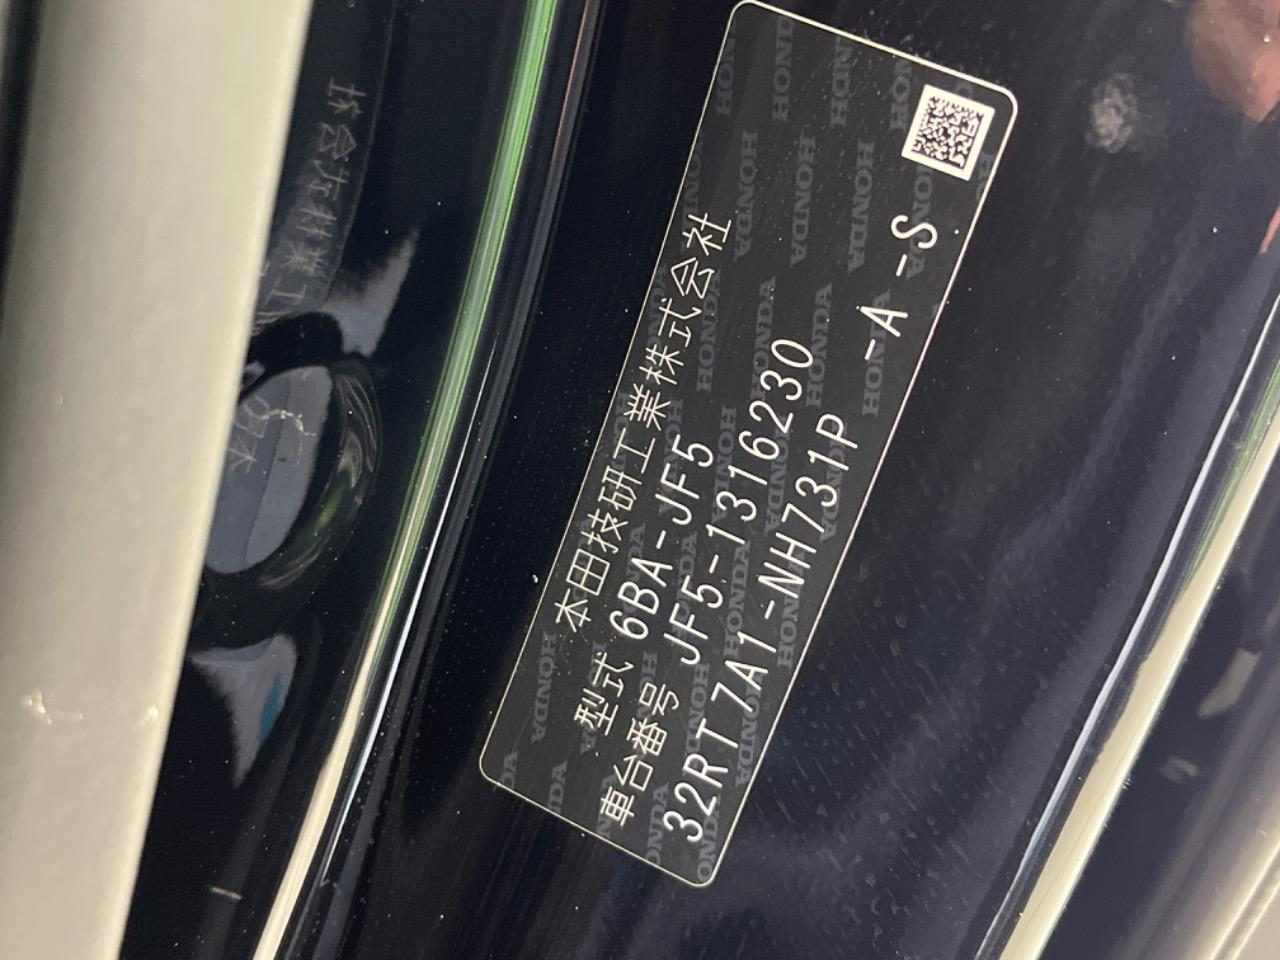 本田技研工業株式会社
型式 6BA-JF5
車台番号 JF5-1316230
32RT7A1-NH731P -A -S